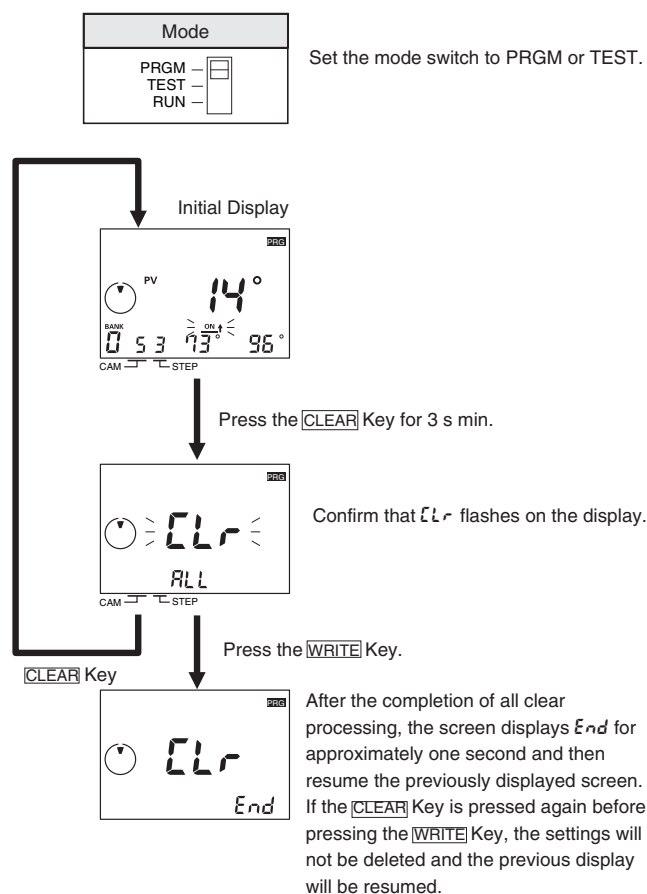 Mode
PRGM
TEST
RUN
Set the mode switch to PRGM or TEST.
Initial Display
PRG
PV
14°
BANK
ON
0 5 3 73° 96°
CAM STEP
Press the CLEAR Key for 3 s min.
PRG
CLr
ALL
CAM STEP
Confirm that CLr flashes on the display.
Press the WRITE Key.
CLEAR Key
PRG
CLr
End
After the completion of all clear
processing, the screen displays End for
approximately one second and then
resume the previously displayed screen.
If the CLEAR Key is pressed again before
pressing the WRITE Key, the settings will
not be deleted and the previous display
will be resumed.